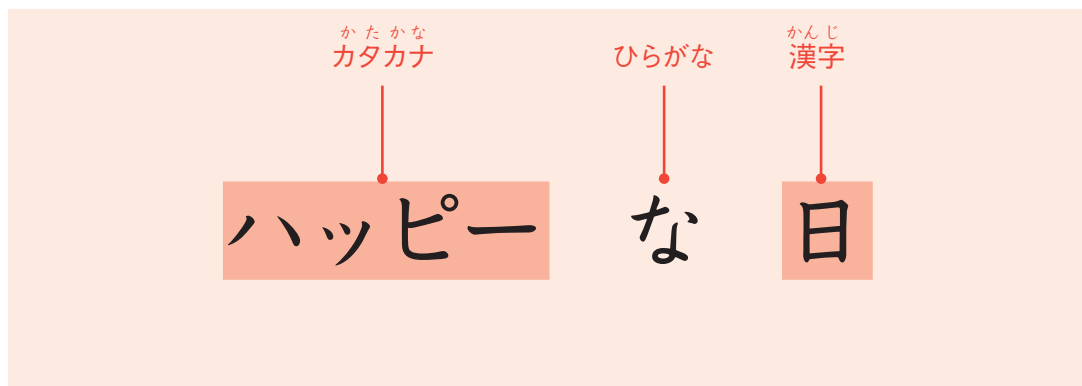 かたかな かんじ
カタカナ ひらがな 漢字
ハッピー な 日